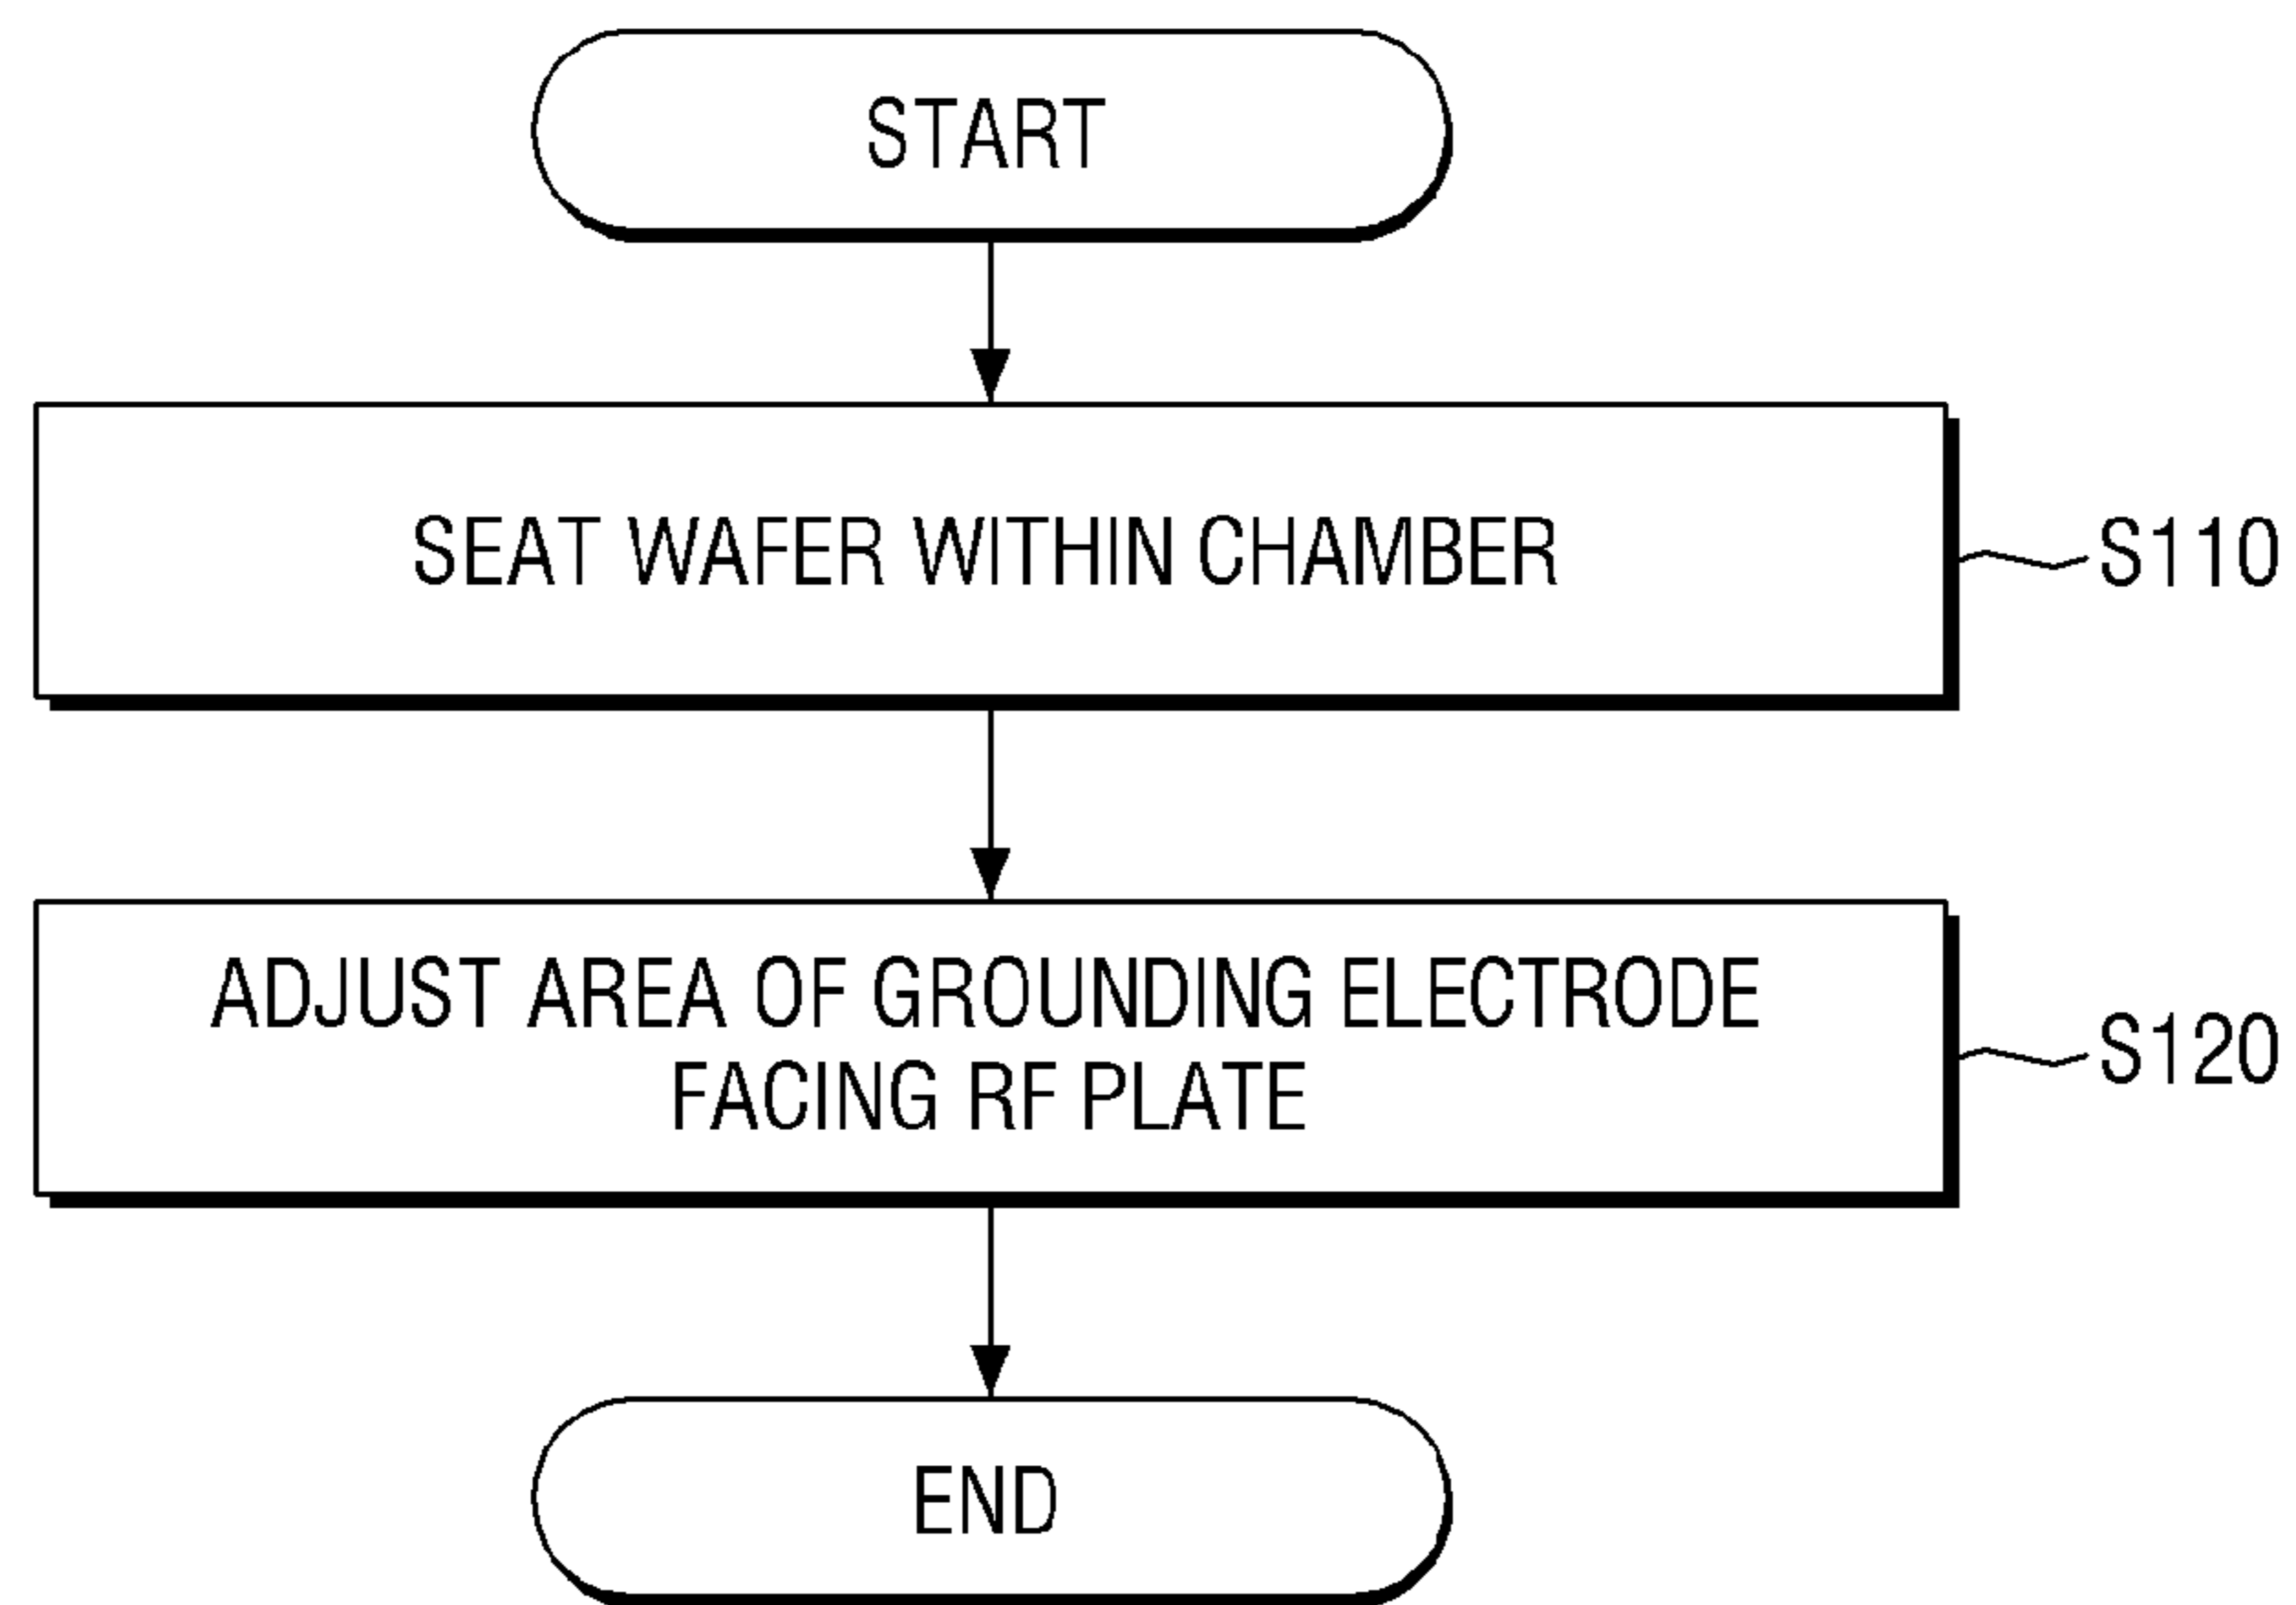 START
SEAT WAFER WITHIN CHAMBER
S110
ADJUST AREA OF GROUNDING ELECTRODE
FACING RF PLATE
S120
END